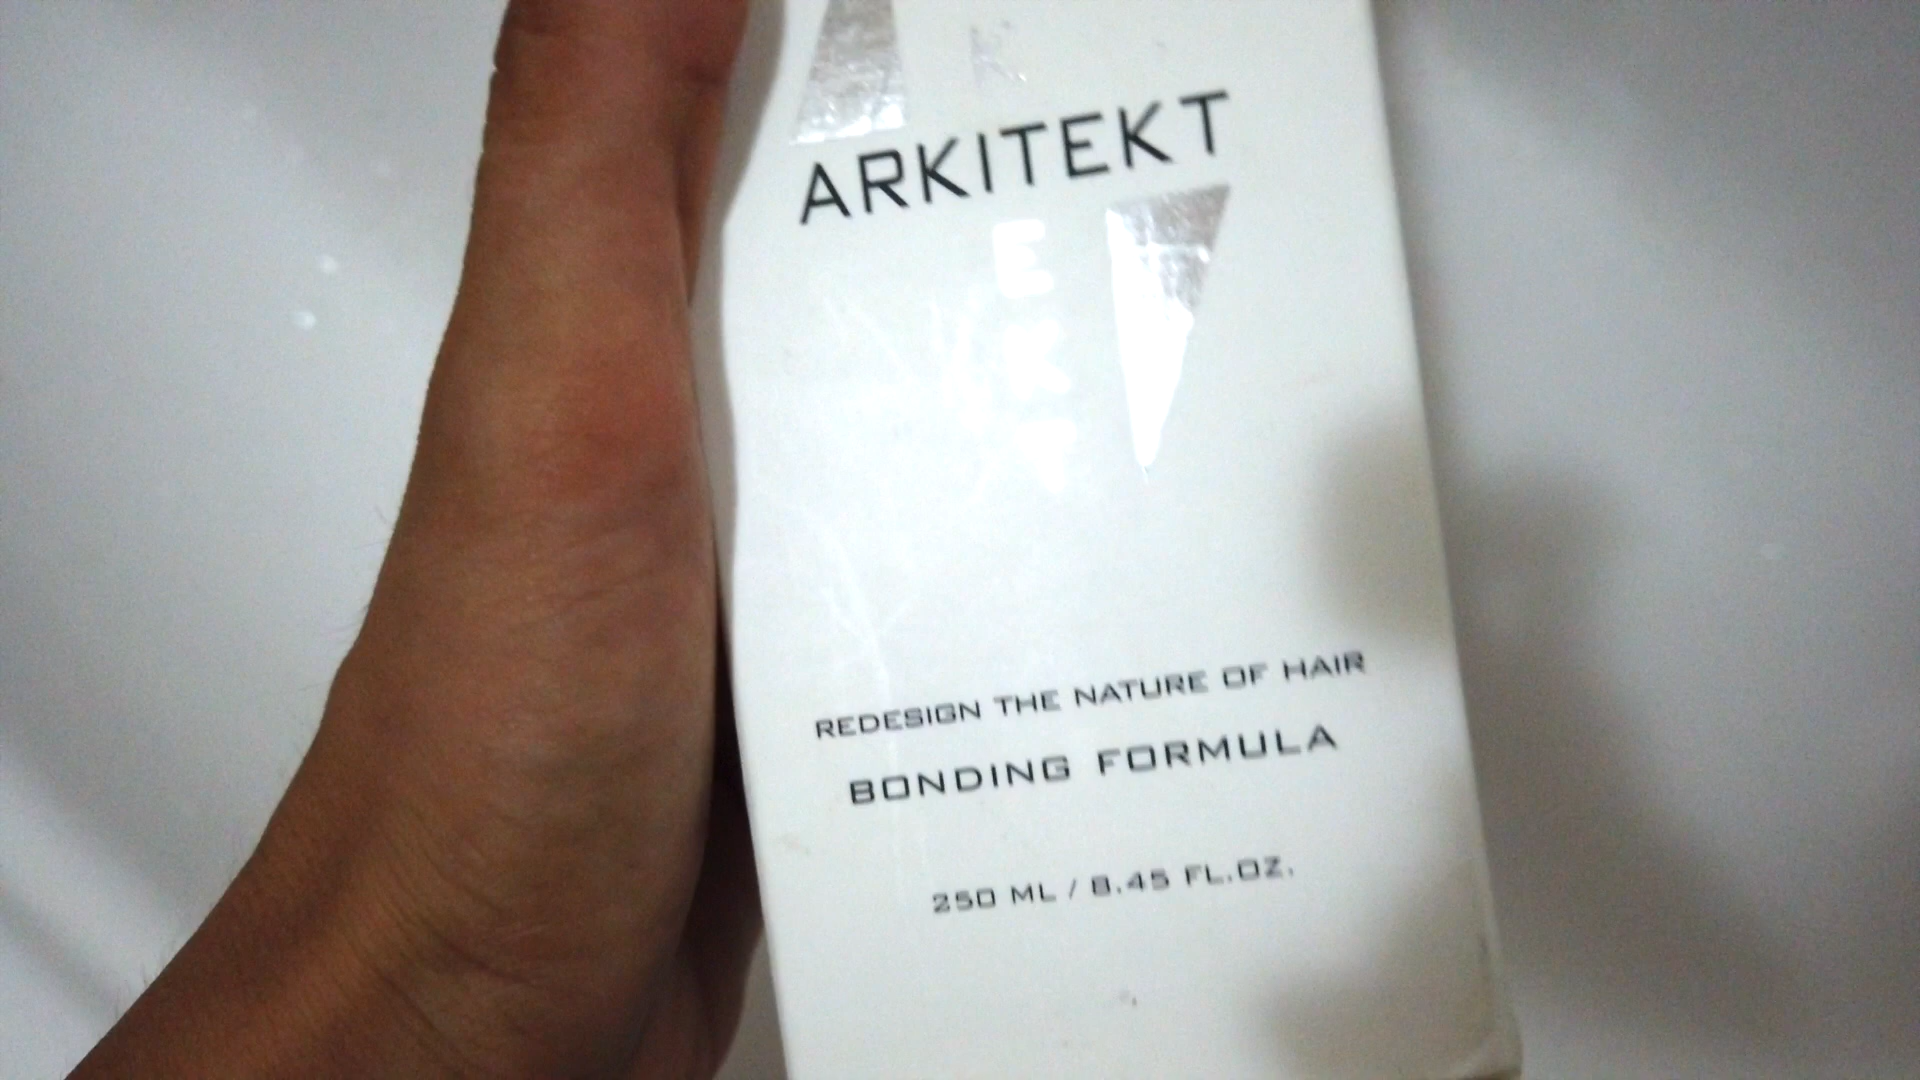 K
ARKITEKT
E
K
T
REDESIGN THE NATURE OF HAIR
BONDING FORMULA
250 ML / 8.45 FL.OZ.